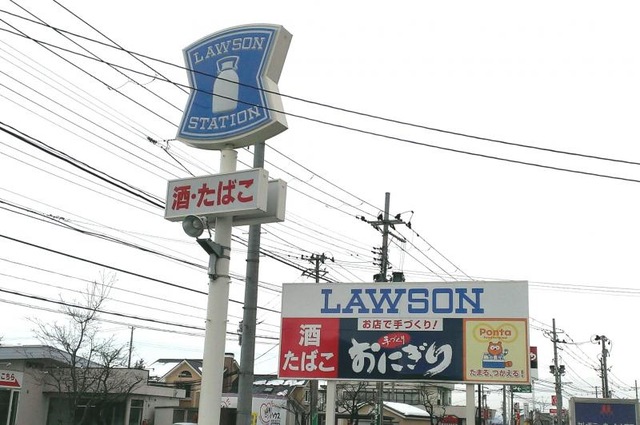 LAWSON
STATION
酒・たばこ
LAWSON
お店で手づくり!
酒
たばこ
手づくり
おにぎり
Ponta
たまる、つかえる!